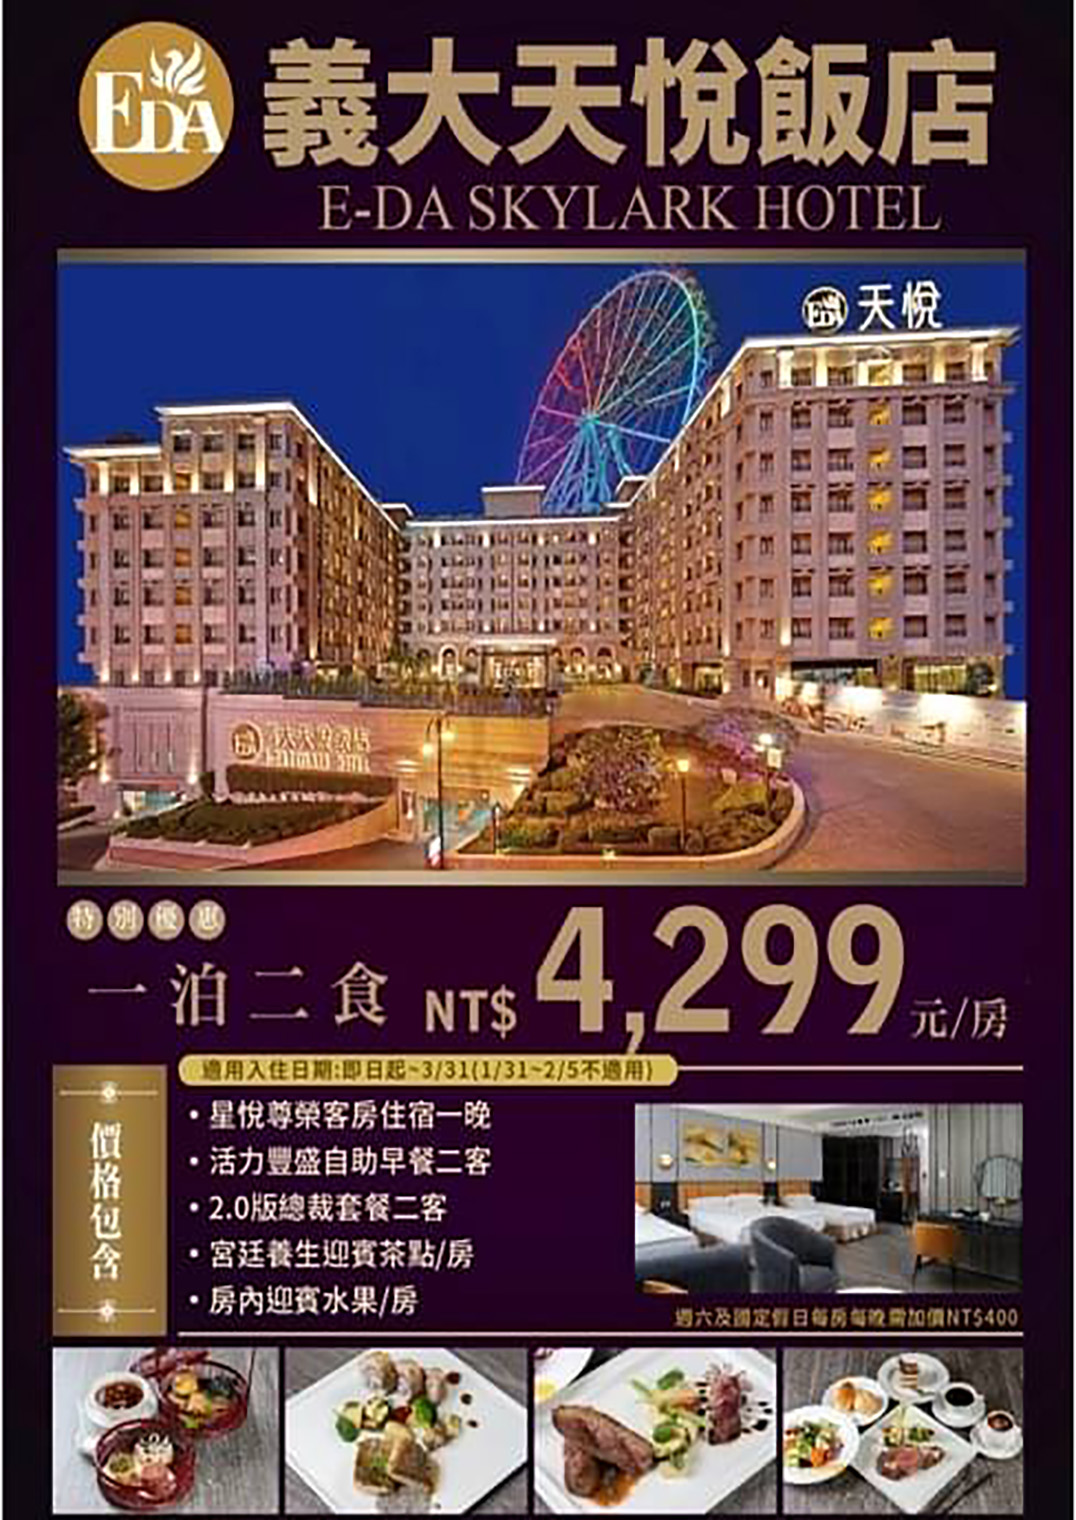 EDA
義大天悅飯店
E-DA SKYLARK HOTEL
EDA 天悅
特別優惠
一泊二食 NT$4,299元/房
適用入住日期:即日起~3/31(1/31~2/5不適用)
價格包含
• 星悅尊榮客房住宿一晚
• 活力豐盛自助早餐二客
• 2.0版總裁套餐二客
• 宮廷養生迎賓茶點/房
• 房內迎賓水果/房
週六及國定假日每房每晚需加價NT$400